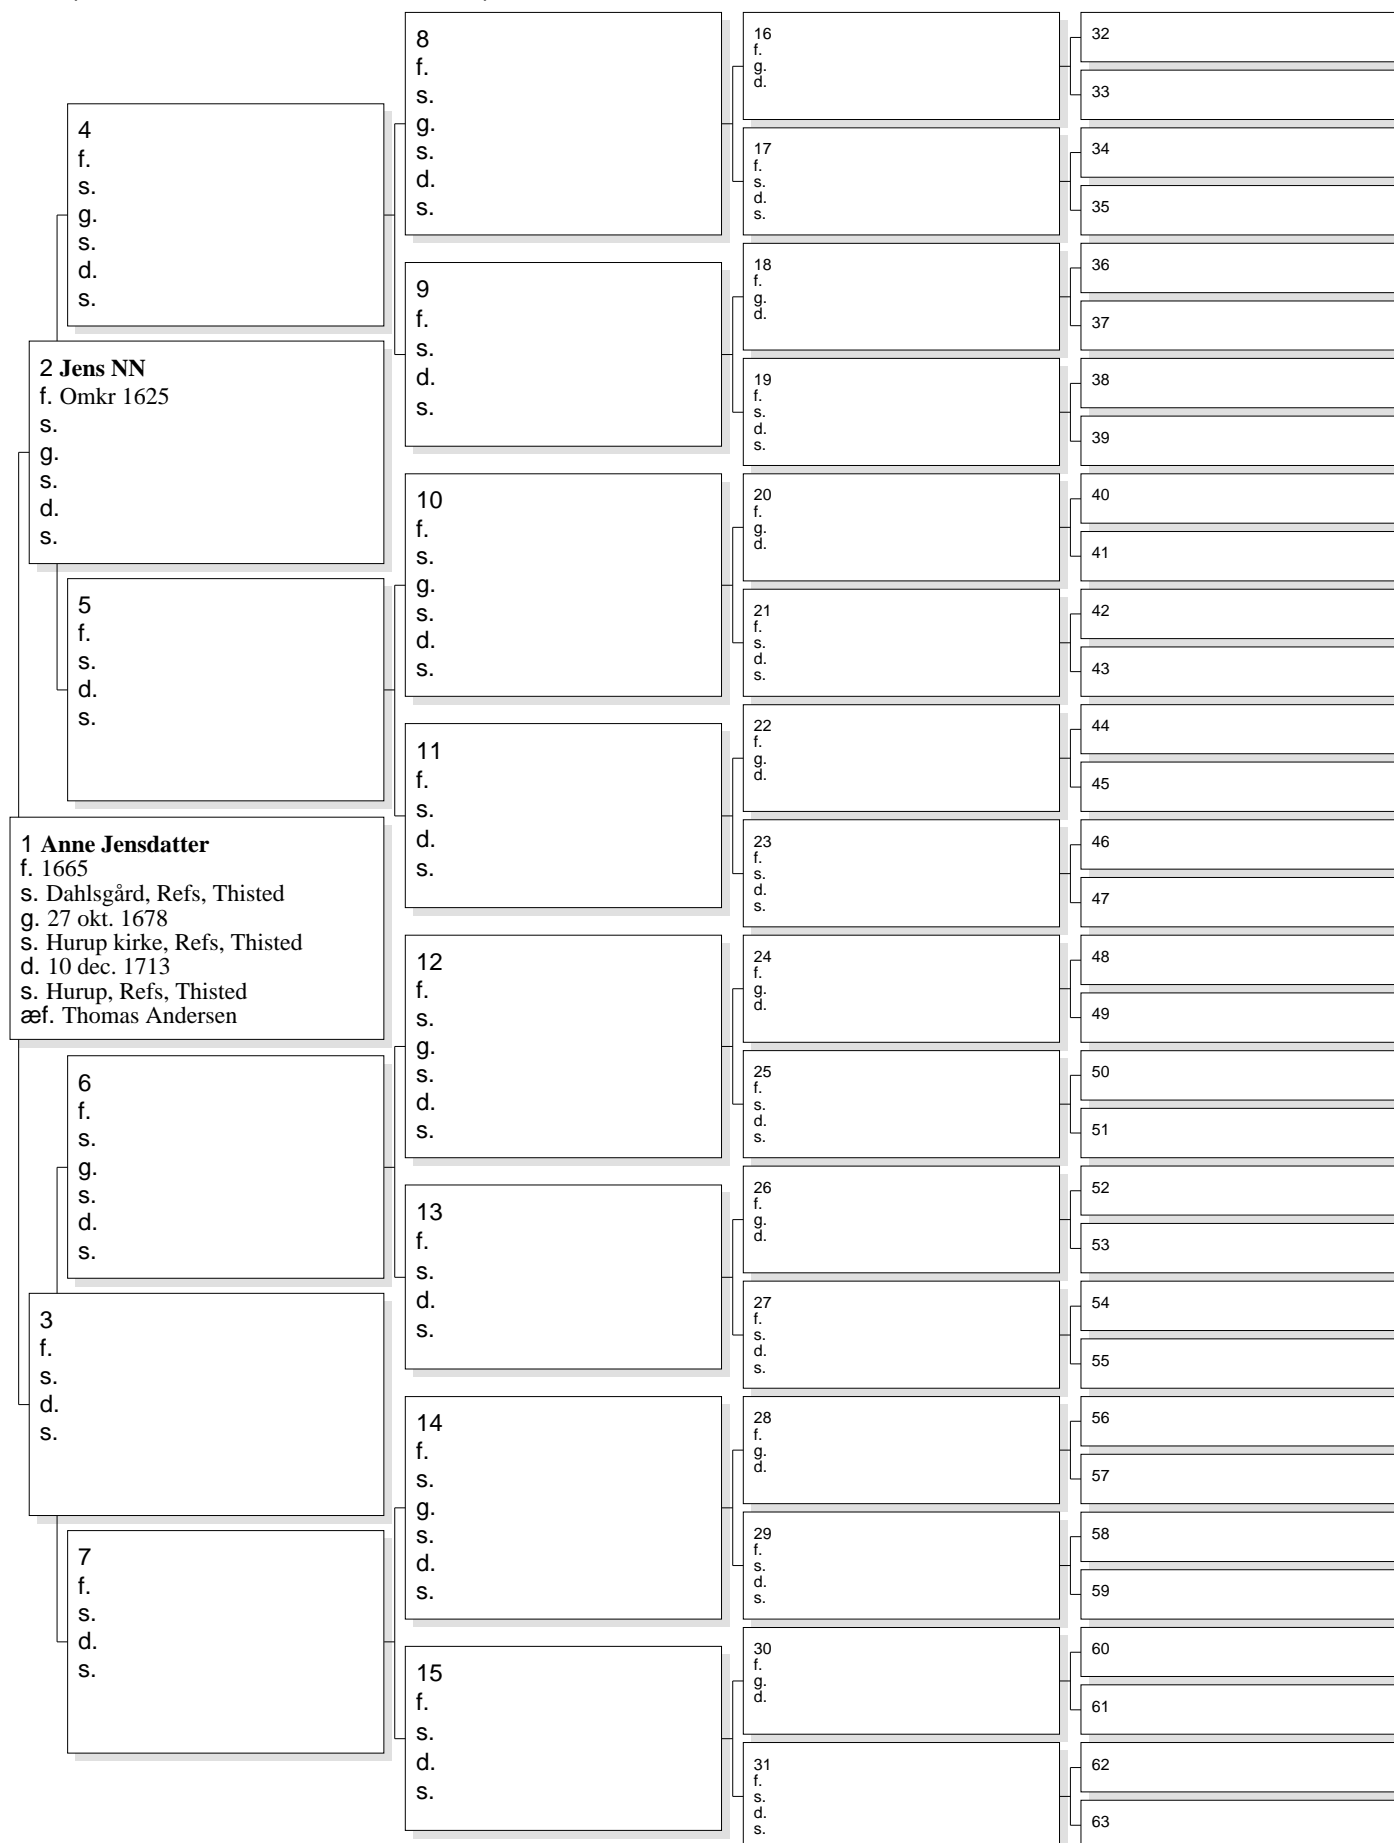 8
f.
s.
g.
s.
d.
s.
16
f.
g.
d.
32
33
4
f.
s.
g.
s.
d.
s.
17
f.
s.
d.
s.
34
35
9
f.
s.
d.
s.
18
f.
g.
d.
36
37
2 Jens NN
f. Omkr 1625
s.
g.
s.
d.
s.
19
f.
s.
d.
s.
38
39
10
f.
s.
g.
s.
d.
s.
20
f.
g.
d.
40
41
5
f.
s.
d.
s.
21
f.
s.
d.
s.
42
43
11
f.
s.
d.
s.
22
f.
g.
d.
44
45
1 Anne Jensdatter
f. 1665
s. Dahlsgård, Refs, Thisted
g. 27 okt. 1678
s. Hurup kirke, Refs, Thisted
d. 10 dec. 1713
s. Hurup, Refs, Thisted
æf. Thomas Andersen
23
f.
s.
d.
s.
46
47
12
f.
s.
g.
s.
d.
s.
24
f.
g.
d.
48
49
6
f.
s.
g.
s.
d.
s.
25
f.
s.
d.
s.
50
51
13
f.
s.
d.
s.
26
f.
g.
d.
52
53
3
f.
s.
d.
s.
27
f.
s.
d.
s.
54
55
14
f.
s.
g.
s.
d.
s.
28
f.
g.
d.
56
57
7
f.
s.
d.
s.
29
f.
s.
d.
s.
58
59
15
f.
s.
d.
s.
30
f.
g.
d.
60
61
31
f.
s.
d.
s.
62
63